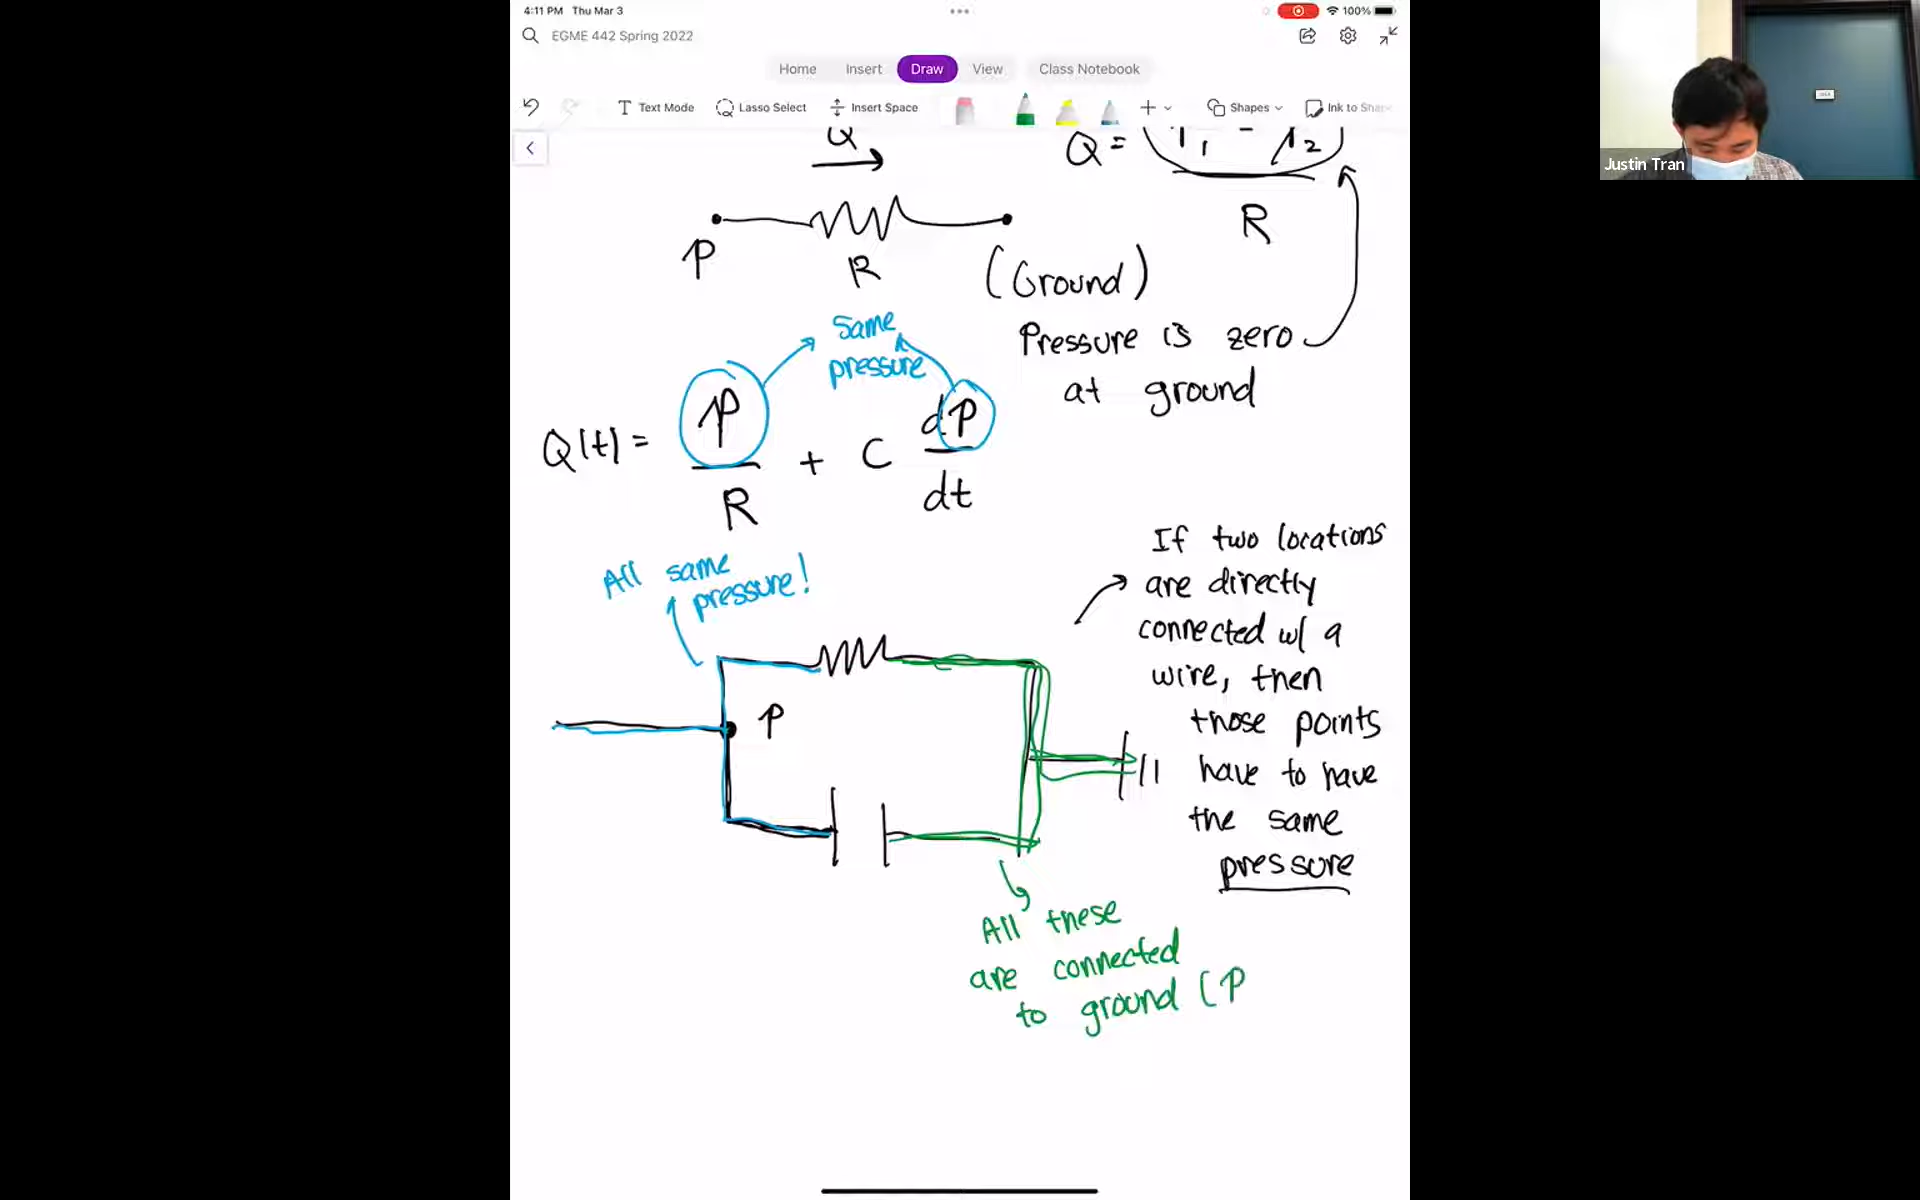 4:11 PM Thu Mar 3
100%
EGME 442 Spring 2022
Home Insert Draw View Class Notebook
Text Mode Lasso Select Insert Space Shapes Ink to Shap
Justin Tran
Q
Q =
R
P
R
(Ground)
Pressure is zero
at ground
Same
pressure
Q(t) = P/R + C dP/dt
If two locations
are directly
connected w/ a
wire, then
those points
have to have
the same
pressure
All same
pressure!
P
All these
are connected
to ground (P